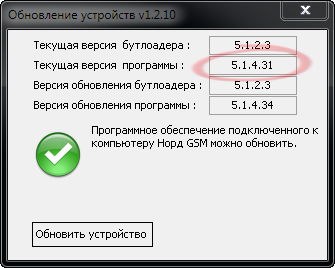 Обновление устройств v1.2.10
Текущая версия бутлоадера : 5.1.2.3
Текущая версия программы : 5.1.4.31
Версия обновления бутлоадера : 5.1.2.3
Версия обновления программы : 5.1.4.34
Программное обеспечение подключенного к
компьютеру Норд GSM можно обновить.
Обновить устройство